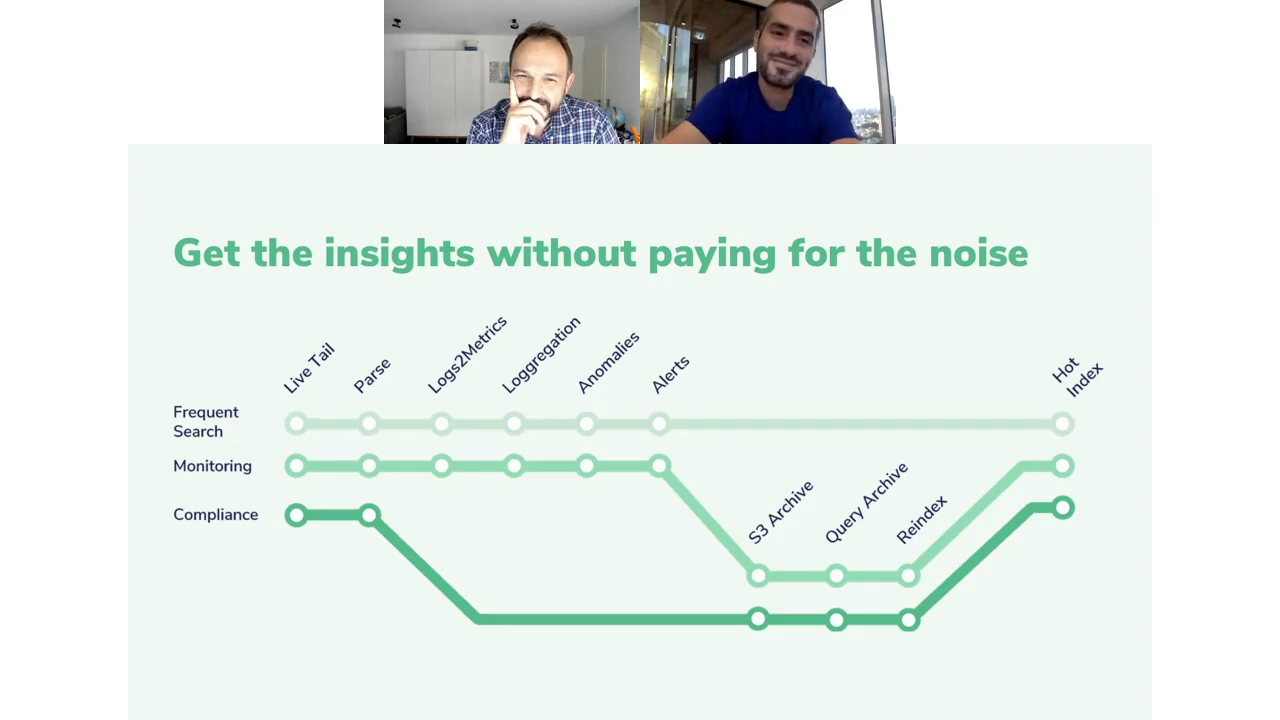 Get the insights without paying for the noise
Live Tail
Parse
Logs2Metrics
Loggregation
Anomalies
Alerts
Hot
Index
Frequent
Search
Monitoring
Compliance
S3 Archive
Query Archive
Reindex